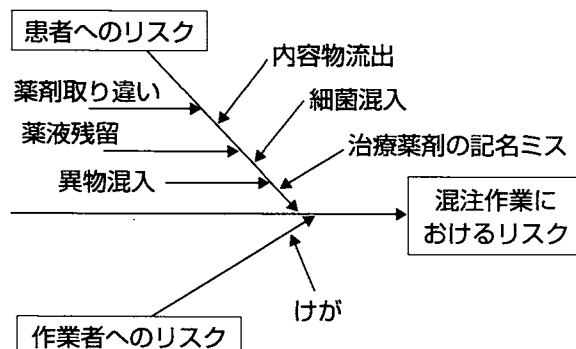 患者へのリスク
内容物流出
薬剤取り違い
細菌混入
薬液残留
治療薬剤の記名ミス
異物混入
混注作業に
おけるリスク
けが
作業者へのリスク